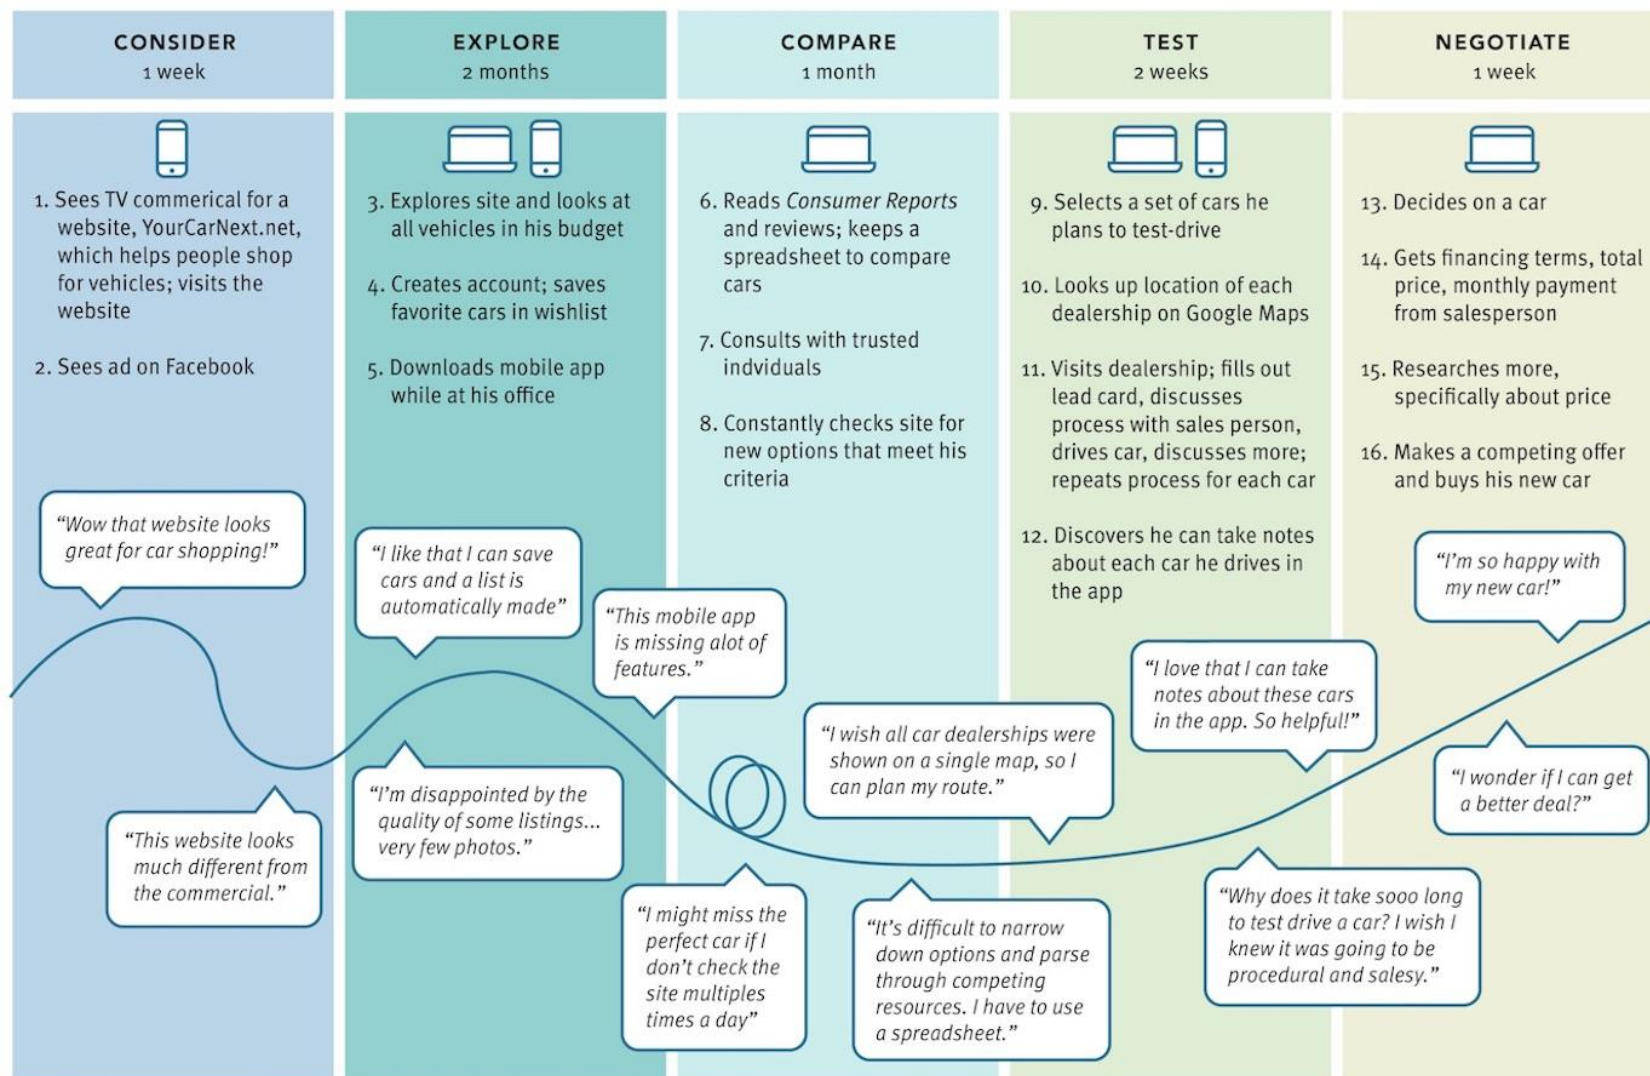 CONSIDER
1 week
EXPLORE
2 months
COMPARE
1 month
TEST
2 weeks
NEGOTIATE
1 week
1. Sees TV commerical for a
website, YourCarNext.net,
which helps people shop
for vehicles; visits the
website
2. Sees ad on Facebook
3. Explores site and looks at
all vehicles in his budget
4. Creates account; saves
favorite cars in wishlist
5. Downloads mobile app
while at his office
6. Reads Consumer Reports
and reviews; keeps a
spreadsheet to compare
cars
7. Consults with trusted
indviduals
8. Constantly checks site for
new options that meet his
criteria
9. Selects a set of cars he
plans to test-drive
10. Looks up location of each
dealership on Google Maps
11. Visits dealership; fills out
lead card, discusses
process with sales person,
drives car, discusses more;
repeats process for each car
12. Discovers he can take notes
about each car he drives in
the app
13. Decides on a car
14. Gets financing terms, total
price, monthly payment
from salesperson
15. Researches more,
specifically about price
16. Makes a competing offer
and buys his new car
“Wow that website looks
great for car shopping!”
“This website looks
much different from
the commercial.”
“I like that I can save
cars and a list is
automatically made”
“I'm disappointed by the
quality of some listings...
very few photos.”
“This mobile app
is missing alot of
features.”
“I might miss the
perfect car if I
don't check the
site multiples
times a day”
“I wish all car dealerships were
shown on a single map, so I
can plan my route.”
“It's difficult to narrow
down options and parse
through competing
resources. I have to use
a spreadsheet.”
“I love that I can take
notes about these cars
in the app. So helpful!”
“Why does it take sooo long
to test drive a car? I wish I
knew it was going to be
procedural and salesy.”
“I'm so happy with
my new car!”
“I wonder if I can get
a better deal?”